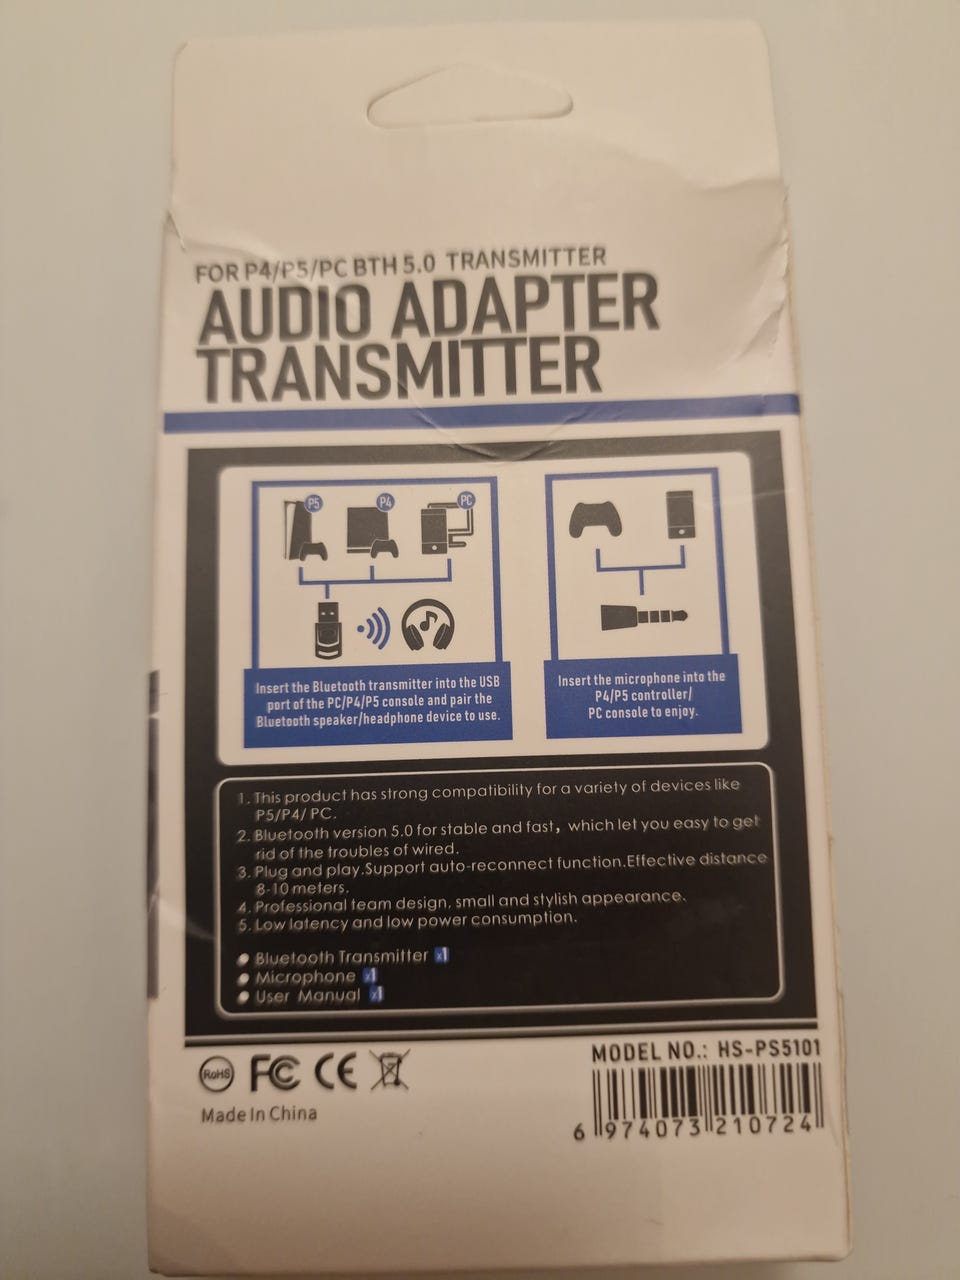 FOR P4/P5/PC BTH 5.0 TRANSMITTER
AUDIO ADAPTER
TRANSMITTER
P5
P4
PC
Insert the Bluetooth transmitter into the USB
port of the PC/P4/P5 console and pair the
Bluetooth speaker/headphone device to use.
Insert the microphone into the
P4/P5 controller/
PC console to enjoy.
1. This product has strong compatibility for a variety of devices like
P5/P4/ PC.
2. Bluetooth version 5.0 for stable and fast，which let you easy to get
rid of the troubles of wired.
3. Plug and play.Support auto-reconnect function.Effective distance
8-10 meters.
4. Professional team design, small and stylish appearance.
5. Low latency and low power consumption.
● Bluetooth Transmitter x1
● Microphone x1
● User Manual x1
RoHS FC CE
Made In China
MODEL NO.: HS-PS5101
6 974073 210724